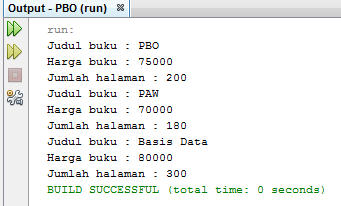 Output - PBO (run)
run:
Judul buku : PBO
Harga buku : 75000
Jumlah halaman : 200
Judul buku : PAW
Harga buku : 70000
Jumlah halaman : 180
Judul buku : Basis Data
Harga buku : 80000
Jumlah halaman : 300
BUILD SUCCESSFUL (total time: 0 seconds)